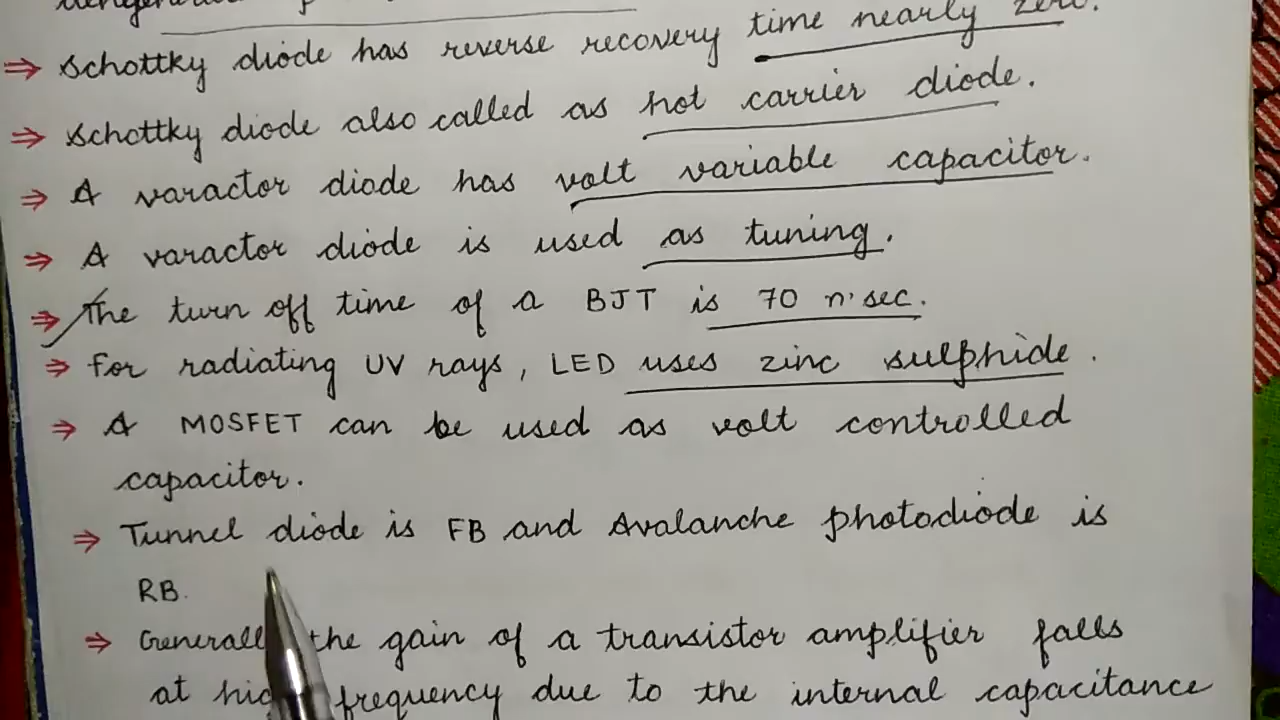 ⇒ Schottky diode has reverse recovery time nearly zero.
⇒ Schottky diode also called as hot carrier diode.
⇒ A varactor diode has volt variable capacitor.
⇒ A varactor diode is used as tuning.
⇒ The turn off time of a BJT is 70 n·sec.
⇒ For radiating UV rays, LED uses zinc sulphide.
⇒ A MOSFET can be used as volt controlled
capacitor.
⇒ Tunnel diode is FB and Avalanche photodiode is
RB.
⇒ the gain of a transistor amplifier falls
at frequency due to the internal capacitance